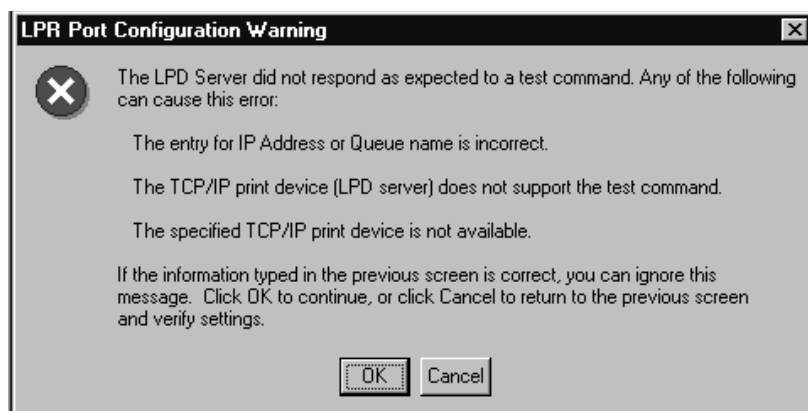 LPR Port Configuration Warning
The LPD Server did not respond as expected to a test command. Any of the following
can cause this error:
The entry for IP Address or Queue name is incorrect.
The TCP/IP print device (LPD server) does not support the test command.
The specified TCP/IP print device is not available.
If the information typed in the previous screen is correct, you can ignore this
message. Click OK to continue, or click Cancel to return to the previous screen
and verify settings.
OK
Cancel